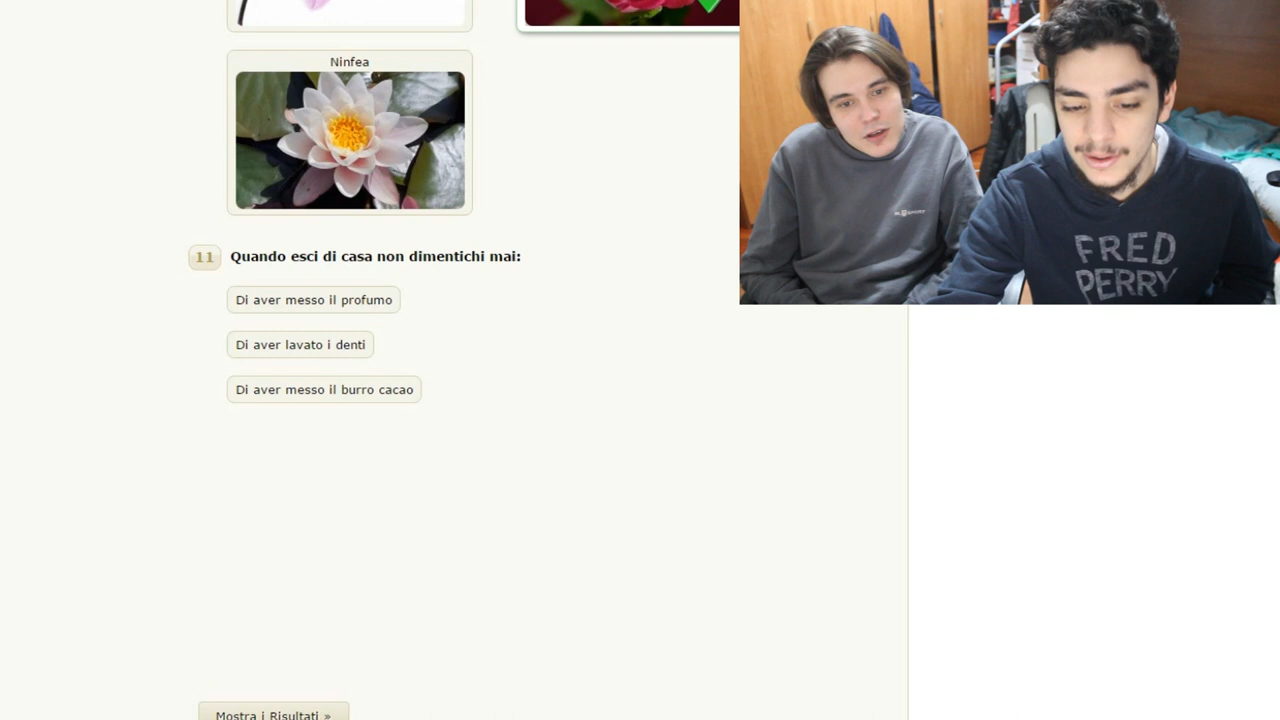 Ninfea
11 Quando esci di casa non dimentichi mai:
Di aver messo il profumo
Di aver lavato i denti
Di aver messo il burro cacao
Mostra i Risultati »
FRED
PERRY